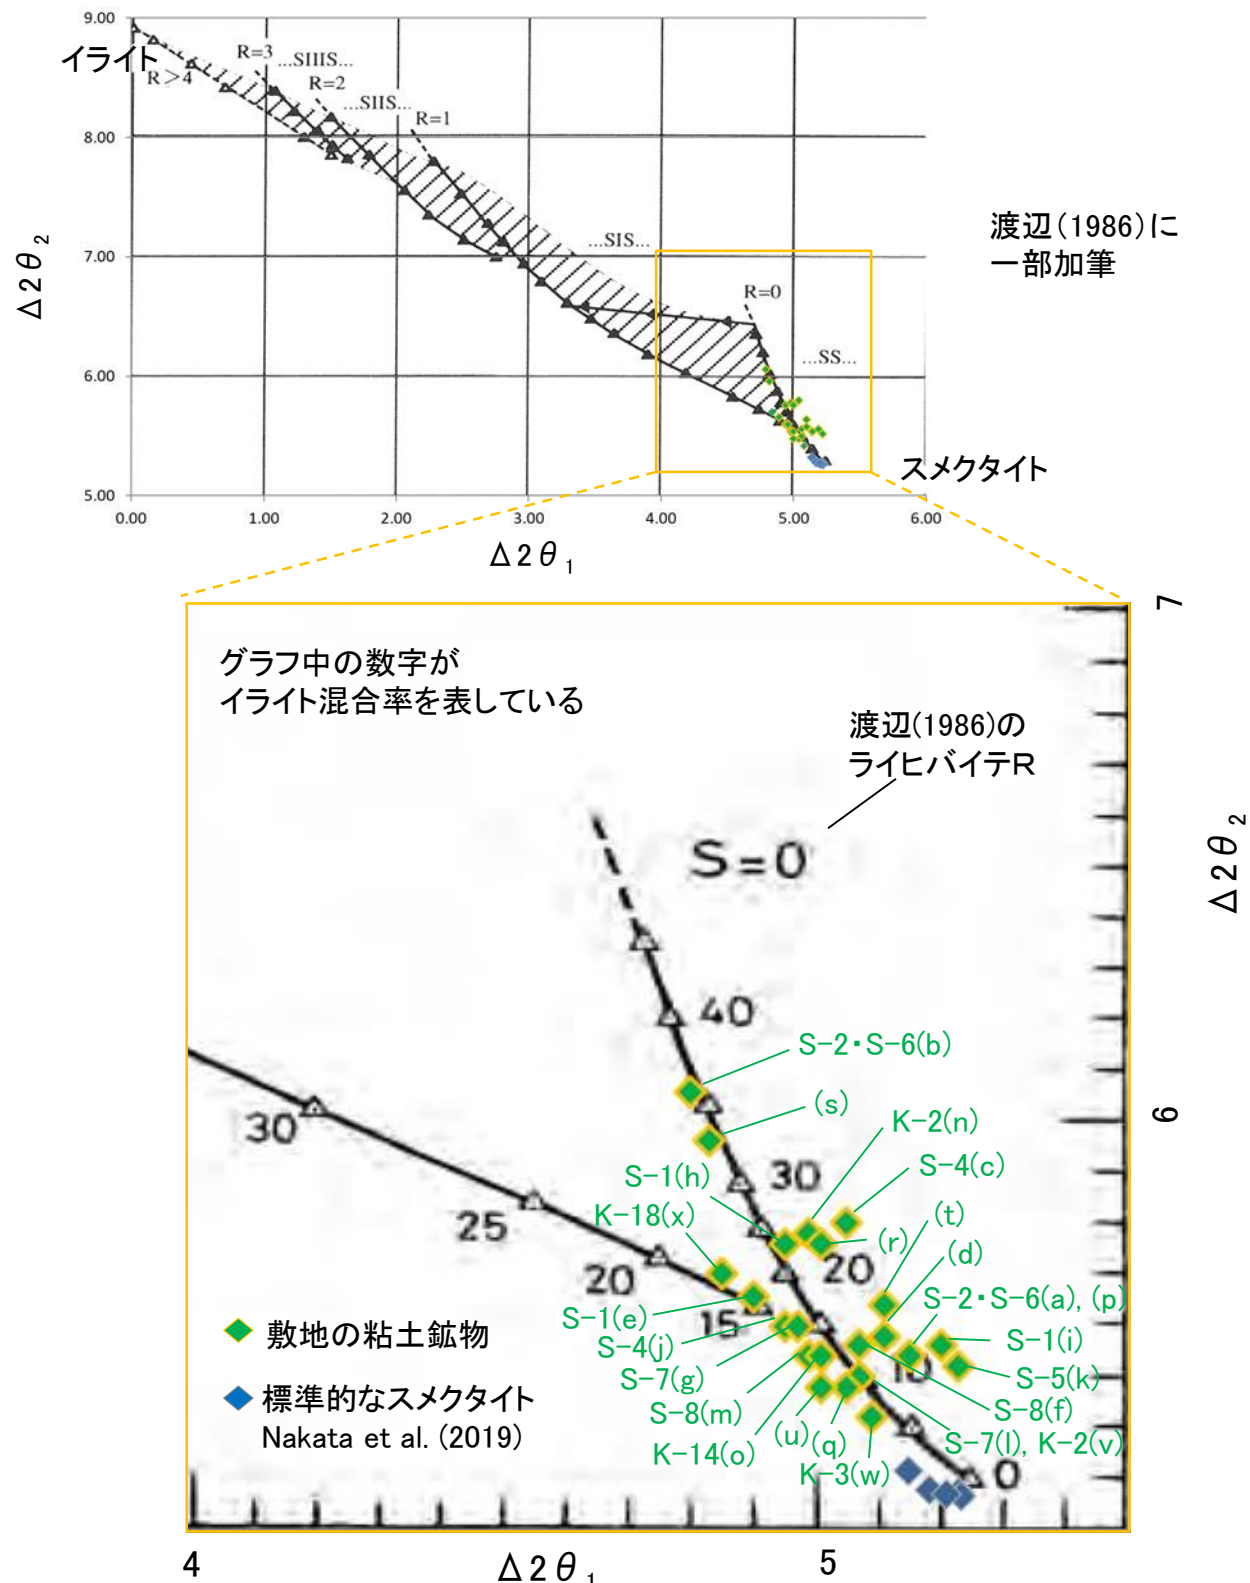 9.00
8.00
7.00
6.00
5.00
0.00
1.00
2.00
3.00
4.00
5.00
6.00
Δ2θ₂
Δ2θ₁
イライト
R>4
R=3
...SIIIS...
R=2
...SIIS...
R=1
...SIS...
R=0
...SS...
スメクタイト
渡辺(1986)に
一部加筆
グラフ中の数字が
イライト混合率を表している
渡辺(1986)の
ライヒバイテR
S=0
40
30
20
10
0
30
25
20
15
S-2・S-6(b)
(s)
K-2(n)
S-4(c)
S-1(h)
K-18(x)
(r)
(t)
(d)
S-2・S-6(a), (p)
S-1(i)
S-5(k)
S-8(f)
S-7(l), K-2(v)
S-1(e)
S-4(j)
S-7(g)
S-8(m)
K-14(o)
(u)
(q)
K-3(w)
敷地の粘土鉱物
標準的なスメクタイト
Nakata et al. (2019)
7
6
Δ2θ₂
4
5
Δ2θ₁